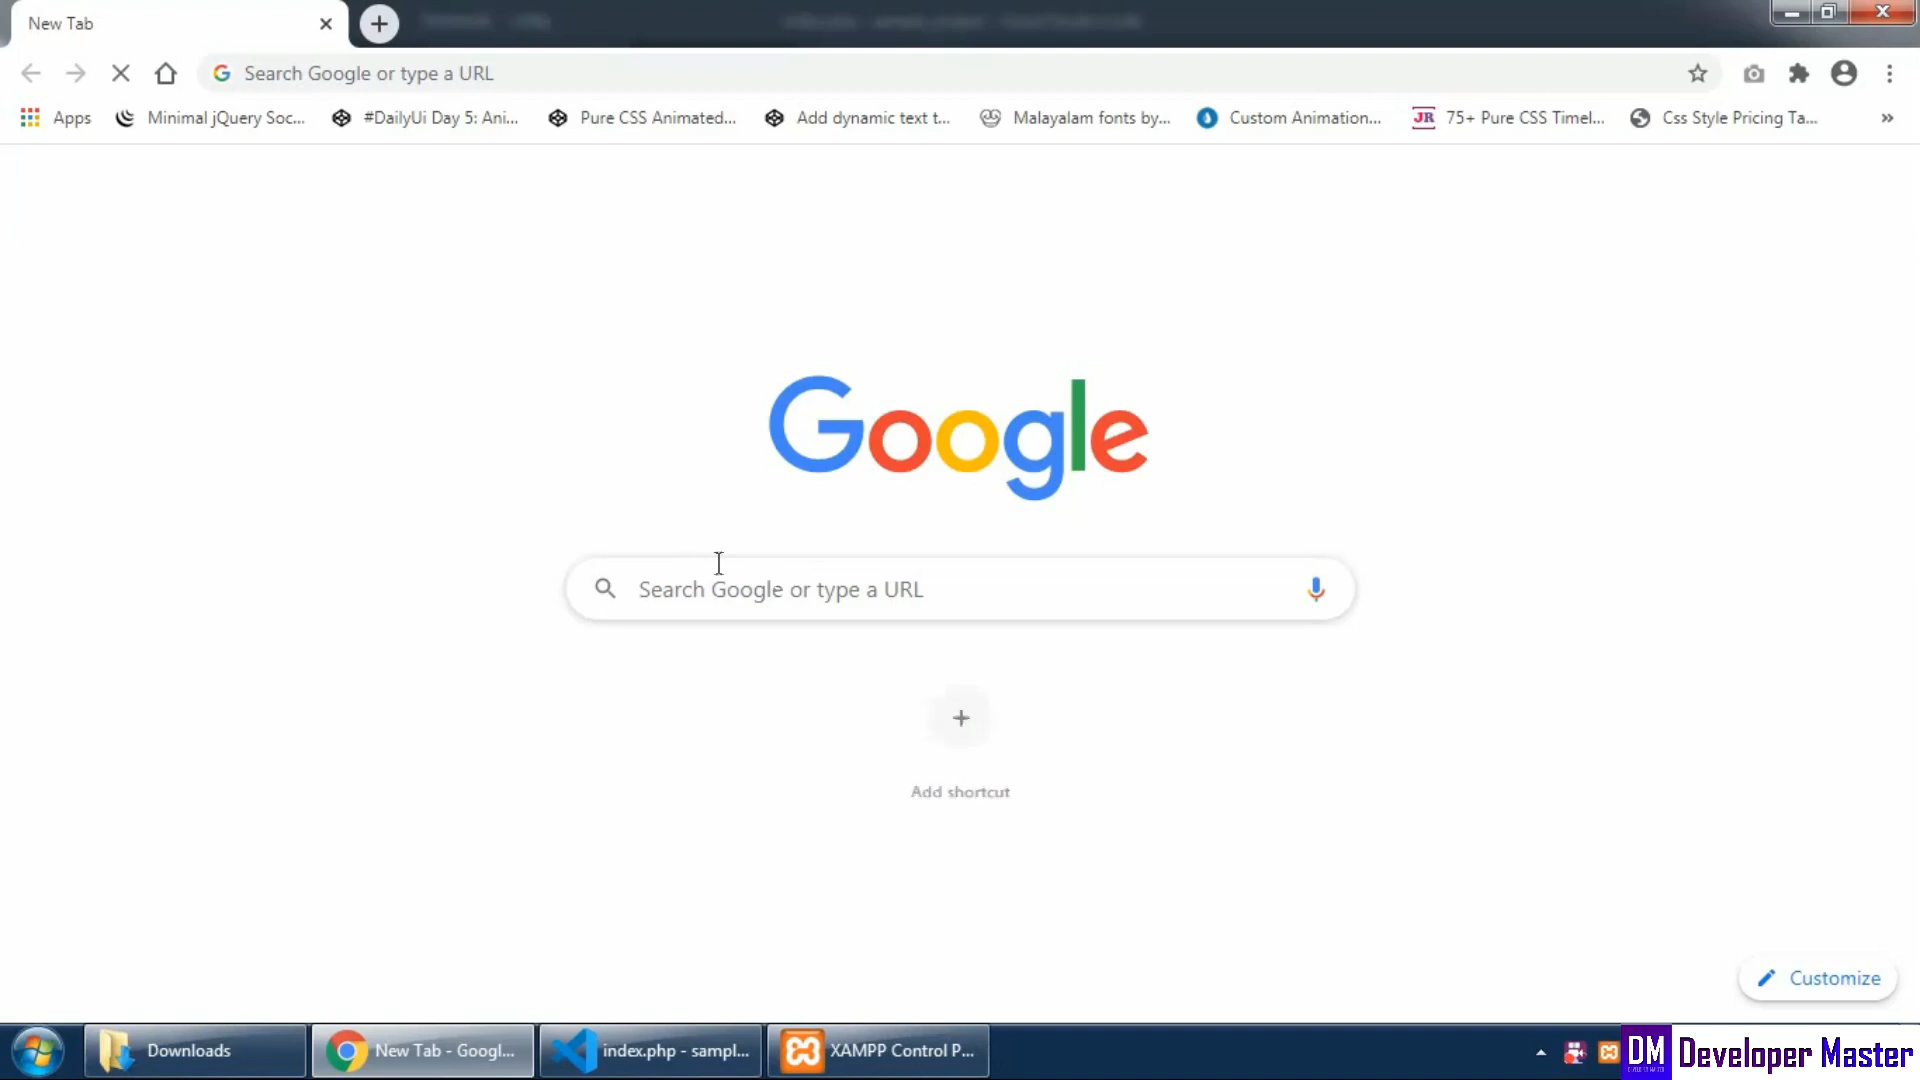 New Tab
Search Google or type a URL
Apps Minimal jQuery Soc... #DailyUi Day 5: Ani... Pure CSS Animated... Add dynamic text t... Malayalam fonts by... Custom Animation... JR 75+ Pure CSS Timel... Css Style Pricing Ta... »
Google
Search Google or type a URL
Add shortcut
Customize
Downloads New Tab - Googl... index.php - sampl... XAMPP Control P... DM Developer Master